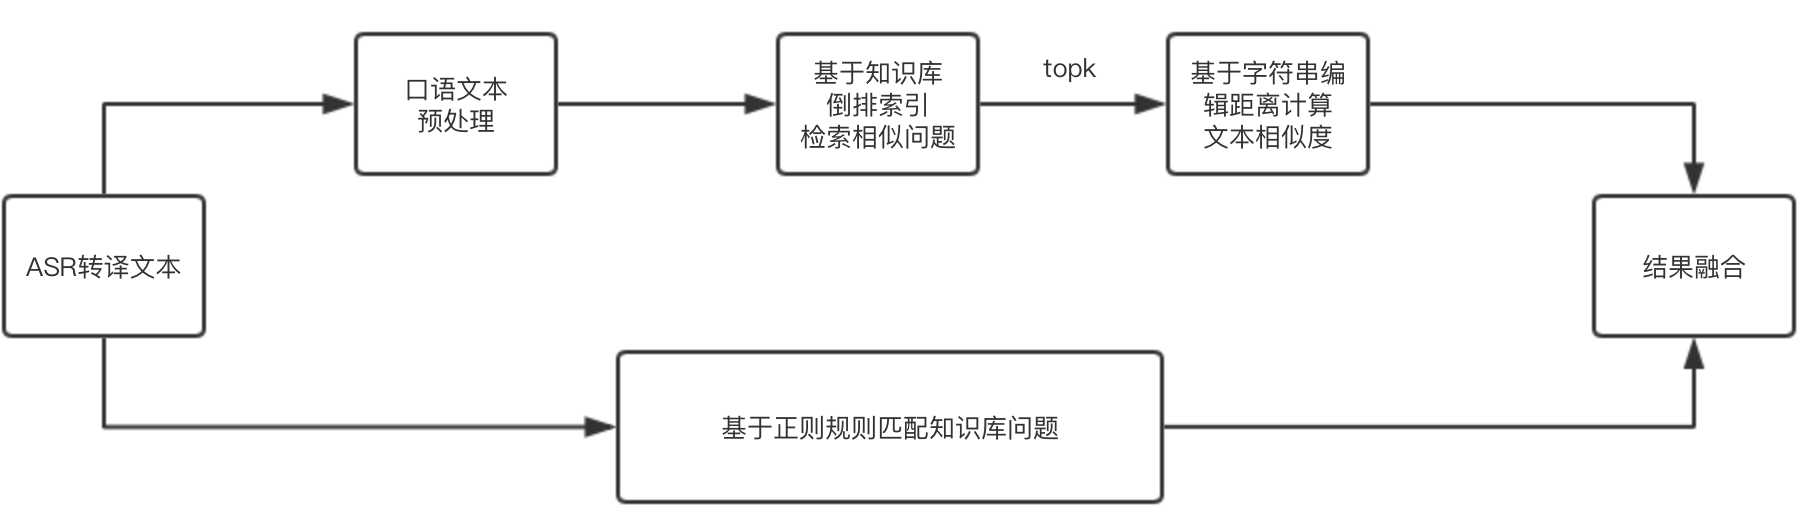 口语文本
预处理
基于知识库
倒排索引
检索相似问题
topk
基于字符串编
辑距离计算
文本相似度
ASR转译文本
结果融合
基于正则规则匹配知识库问题